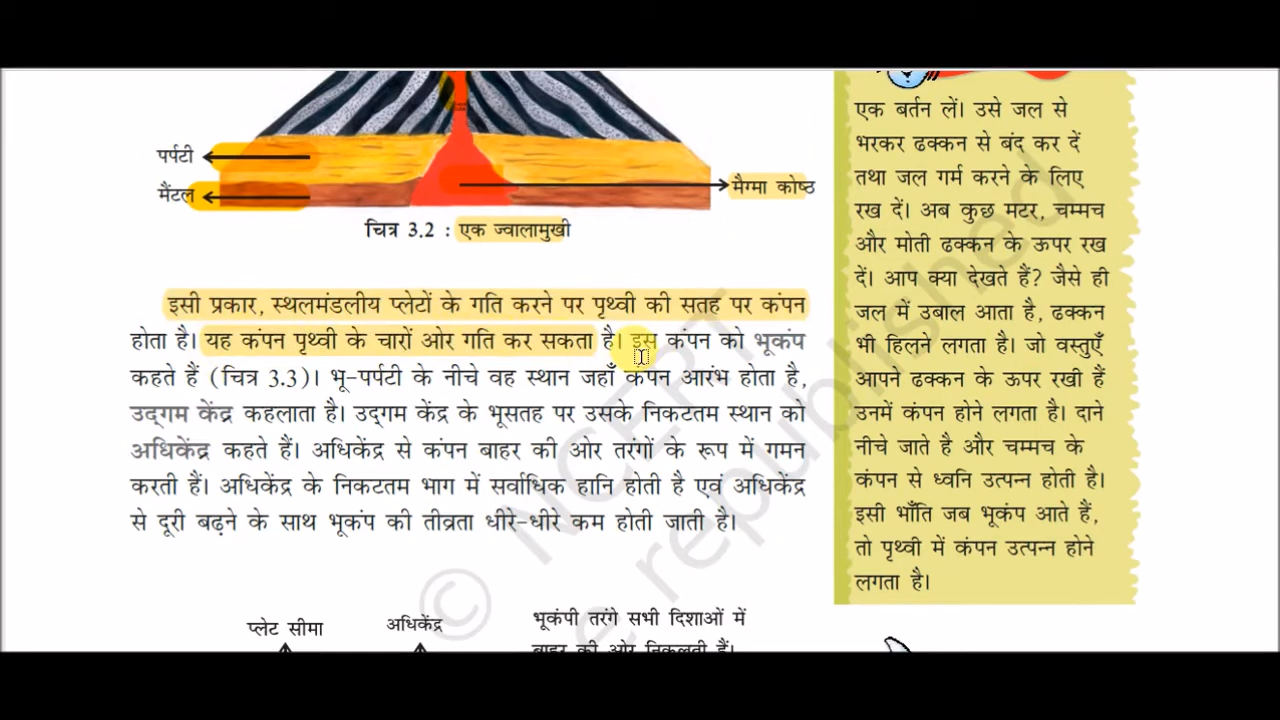 पर्पटी
मैंटल
मैग्मा कोष्ठ
चित्र 3.2 : एक ज्वालामुखी
इसी प्रकार, स्थलमंडलीय प्लेटों के गति करने पर पृथ्वी की सतह पर कंपन
होता है। यह कंपन पृथ्वी के चारों ओर गति कर सकता है। इस कंपन को भूकंप
कहते हैं (चित्र 3.3)। भू-पर्पटी के नीचे वह स्थान जहाँ कंपन आरंभ होता है,
उद्‌गम केंद्र कहलाता है। उद्‌गम केंद्र के भूसतह पर उसके निकटतम स्थान को
अधिकेंद्र कहते हैं। अधिकेंद्र से कंपन बाहर की ओर तरंगों के रूप में गमन
करती हैं। अधिकेंद्र के निकटतम भाग में सर्वाधिक हानि होती है एवं अधिकेंद्र
से दूरी बढ़ने के साथ भूकंप की तीव्रता धीरे-धीरे कम होती जाती है।
प्लेट सीमा
अधिकेंद्र
भूकंपी तरंगे सभी दिशाओं में
बाहर की ओर निकलती हैं।
एक बर्तन लें। उसे जल से
भरकर ढक्कन से बंद कर दें
तथा जल गर्म करने के लिए
रख दें। अब कुछ मटर, चम्मच
और मोती ढक्कन के ऊपर रख
दें। आप क्या देखते हैं? जैसे ही
जल में उबाल आता है, ढक्कन
भी हिलने लगता है। जो वस्तुएँ
आपने ढक्कन के ऊपर रखी हैं
उनमें कंपन होने लगता है। दाने
नीचे जाते है और चम्मच के
कंपन से ध्वनि उत्पन्न होती है।
इसी भाँति जब भूकंप आते हैं,
तो पृथ्वी में कंपन उत्पन्न होने
लगता है।
© NCERT
e republished